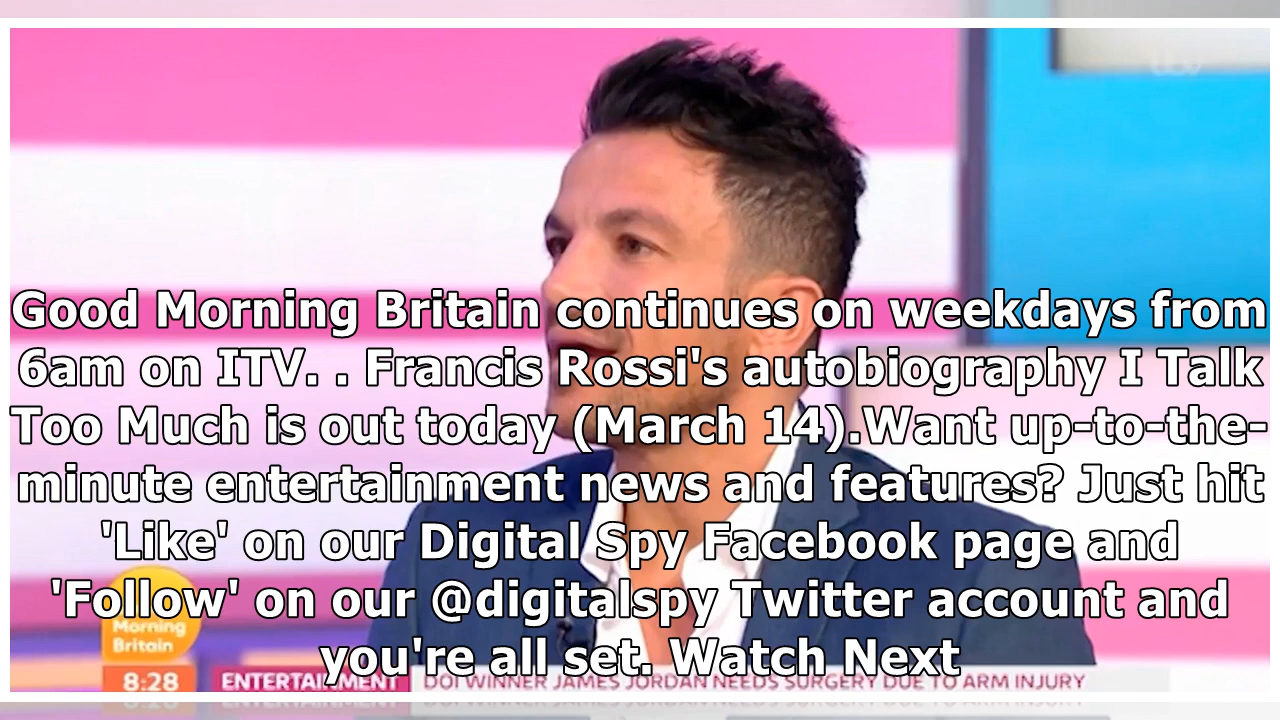 itv
Good Morning Britain continues on weekdays from
6am on ITV. . Francis Rossi's autobiography I Talk
Too Much is out today (March 14).Want up-to-the-
minute entertainment news and features? Just hit
'Like' on our Digital Spy Facebook page and
'Follow' on our @digitalspy Twitter account and
you're all set. Watch Next
Morning
Britain
8:28 ENTERTAINMENT DOI WINNER JAMES JORDAN NEEDS SURGERY DUE TO ARM INJURY